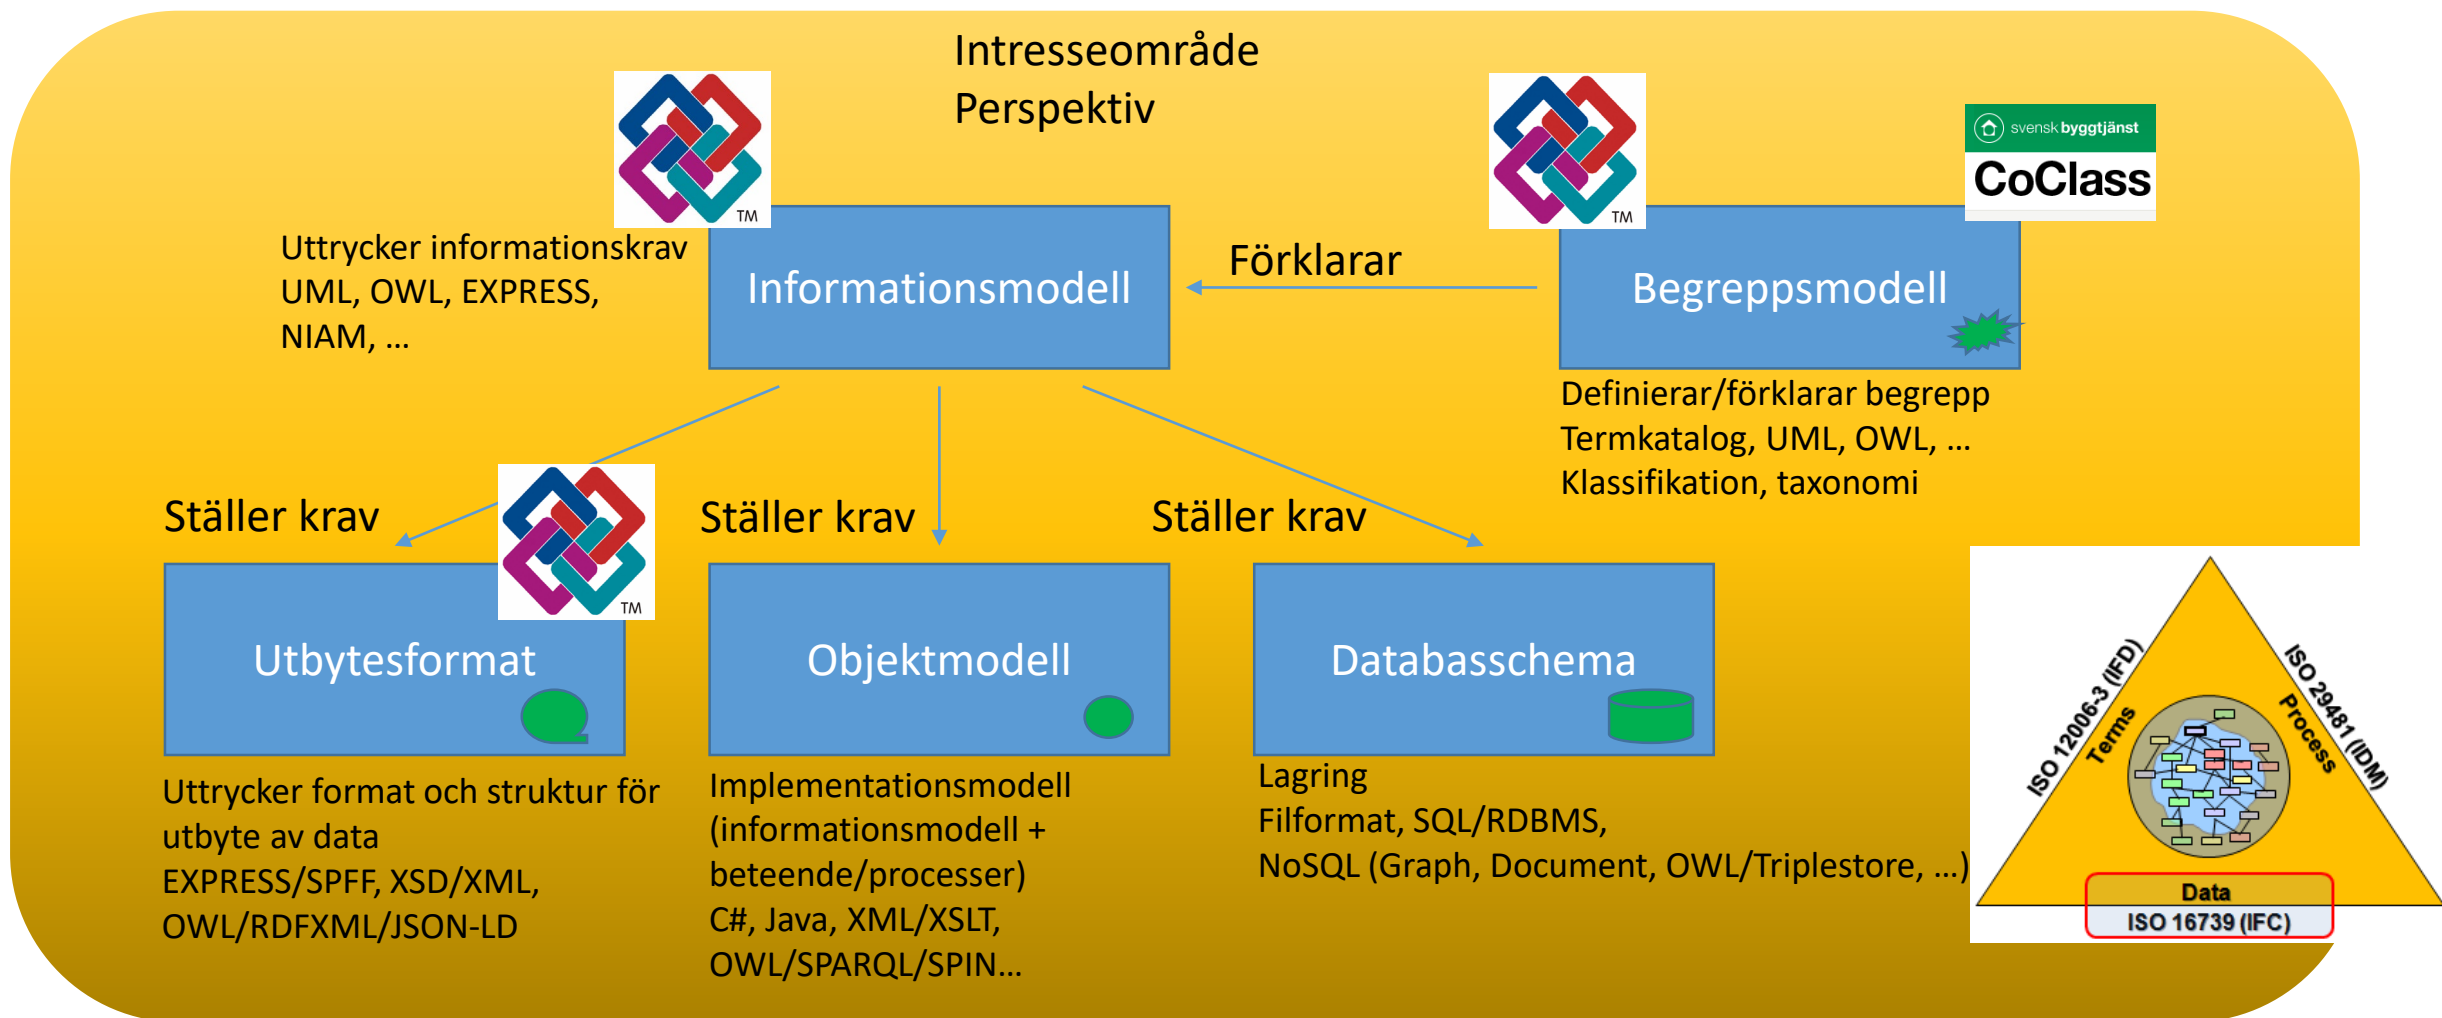 Intresseområde
Perspektiv
TM
TM
svensk byggtjänst
CoClass
Uttrycker informationskrav
UML, OWL, EXPRESS,
NIAM, ...
Informationsmodell
Förklarar
Begreppsmodell
Definierar/förklarar begrepp
Termkatalog, UML, OWL, ...
Klassifikation, taxonomi
Ställer krav
Ställer krav
Ställer krav
TM
Utbytesformat
Objektmodell
Databasschema
Uttrycker format och struktur för
utbyte av data
EXPRESS/SPFF, XSD/XML,
OWL/RDFXML/JSON-LD
Implementationsmodell
(informationsmodell +
beteende/processer)
C#, Java, XML/XSLT,
OWL/SPARQL/SPIN...
Lagring
Filformat, SQL/RDBMS,
NoSQL (Graph, Document, OWL/Triplestore, ...)
ISO 12006-3 (IFD)
Terms
ISO 29481 (IDM)
Process
Data
ISO 16739 (IFC)